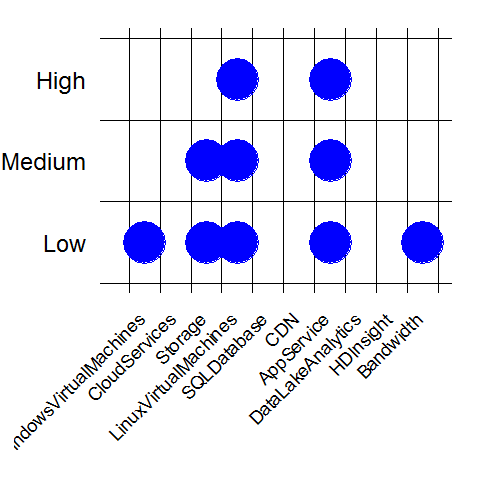 High
Medium
Low
ndowsVirtualMachines
CloudServices
Storage
LinuxVirtualMachines
SQLDatabase
CDN
AppService
DataLakeAnalytics
HDInsight
Bandwidth